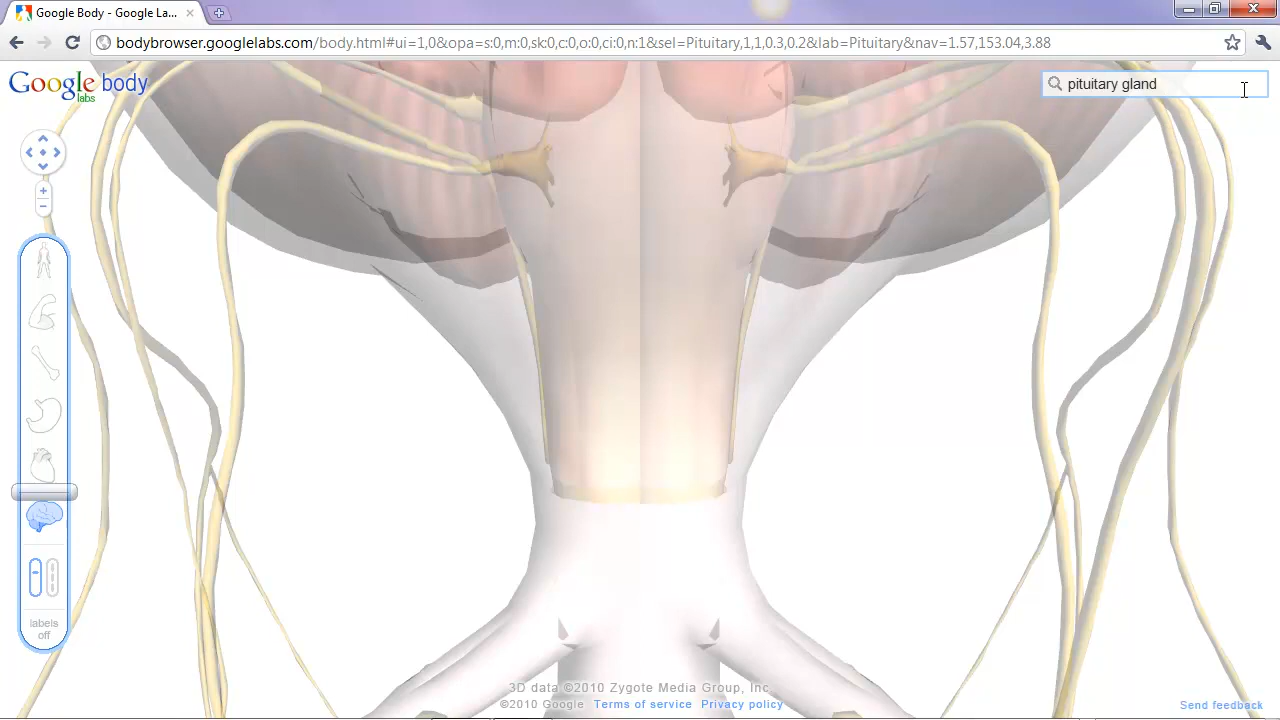 Google Body - Google La...
bodybrowser.googlelabs.com/body.html#ui=1,0&opa=s:0,m:0,sk:0,c:0,o:0,ci:0,n:1&sel=Pituitary,1,1,0.3,0.2&lab=Pituitary&nav=1.57,153.04,3.88
Google body
labs
pituitary gland
labels
off
3D data ©2010 Zygote Media Group, Inc.
©2010 Google Terms of service Privacy policy
Send feedback